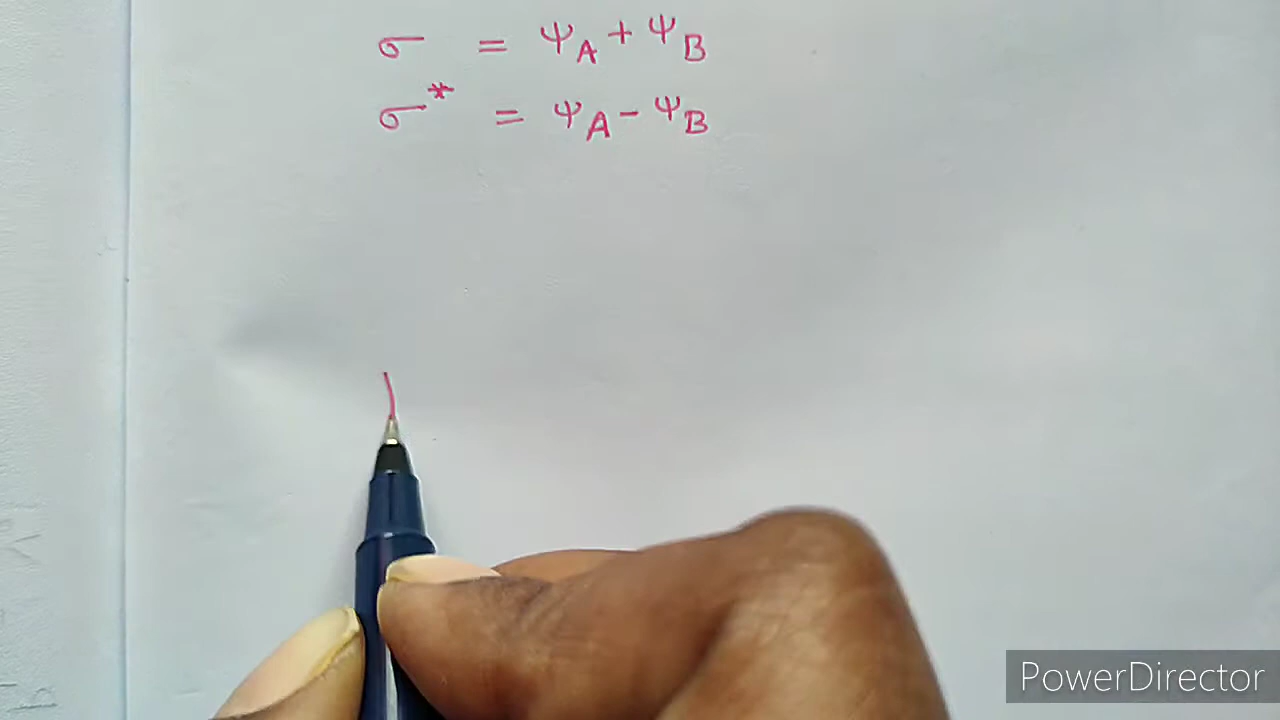 σ = ψA + ψB
σ* = ψA - ψB
PowerDirector